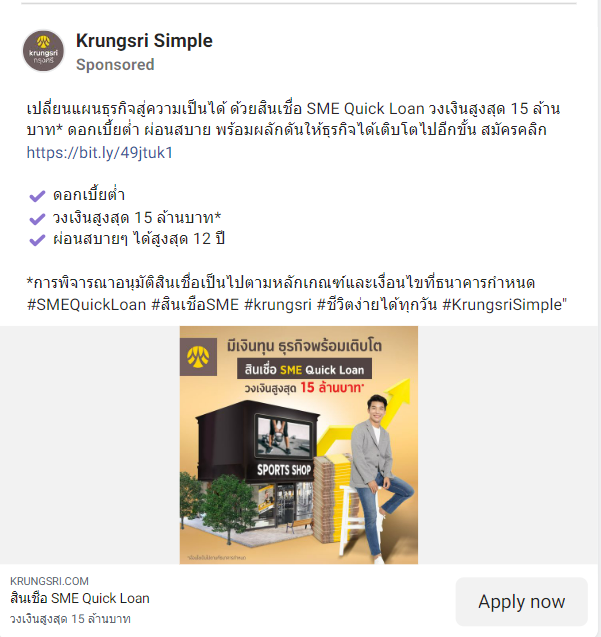 krungsri
กรุงศรี
Krungsri Simple
Sponsored
เปลี่ยนแผนธุรกิจสู่ความเป็นได้ ด้วยสินเชื่อ SME Quick Loan วงเงินสูงสุด 15 ล้าน
บาท* ดอกเบี้ยต่ำ ผ่อนสบาย พร้อมผลักดันให้ธุรกิจได้เติบโตไปอีกขั้น สมัครคลิก
https://bit.ly/49jtuk1
ดอกเบี้ยต่ำ
วงเงินสูงสุด 15 ล้านบาท*
ผ่อนสบายๆ ได้สูงสุด 12 ปี
*การพิจารณาอนุมัติสินเชื่อเป็นไปตามหลักเกณฑ์และเงื่อนไขที่ธนาคารกำหนด
#SMEQuickLoan #สินเชื่อSME #krungsri #ชีวิตง่ายได้ทุกวัน #KrungsriSimple"
มีเงินทุน ธุรกิจพร้อมเติบโต
สินเชื่อ SME Quick Loan
วงเงินสูงสุด 15 ล้านบาท*
SPORTS SHOP
KRUNGSRI.COM
สินเชื่อ SME Quick Loan
วงเงินสูงสุด 15 ล้านบาท
Apply now